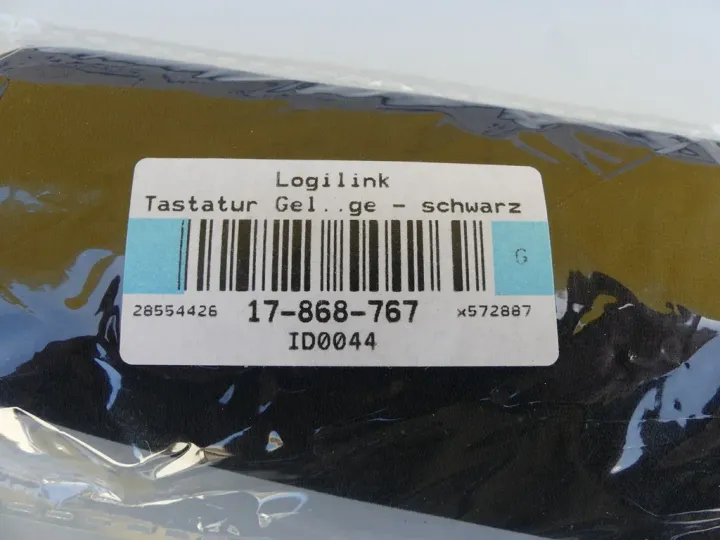 Logilink
Tastatur Gel..ge - schwarz
G
28554426 17-868-767 x572887
ID0044